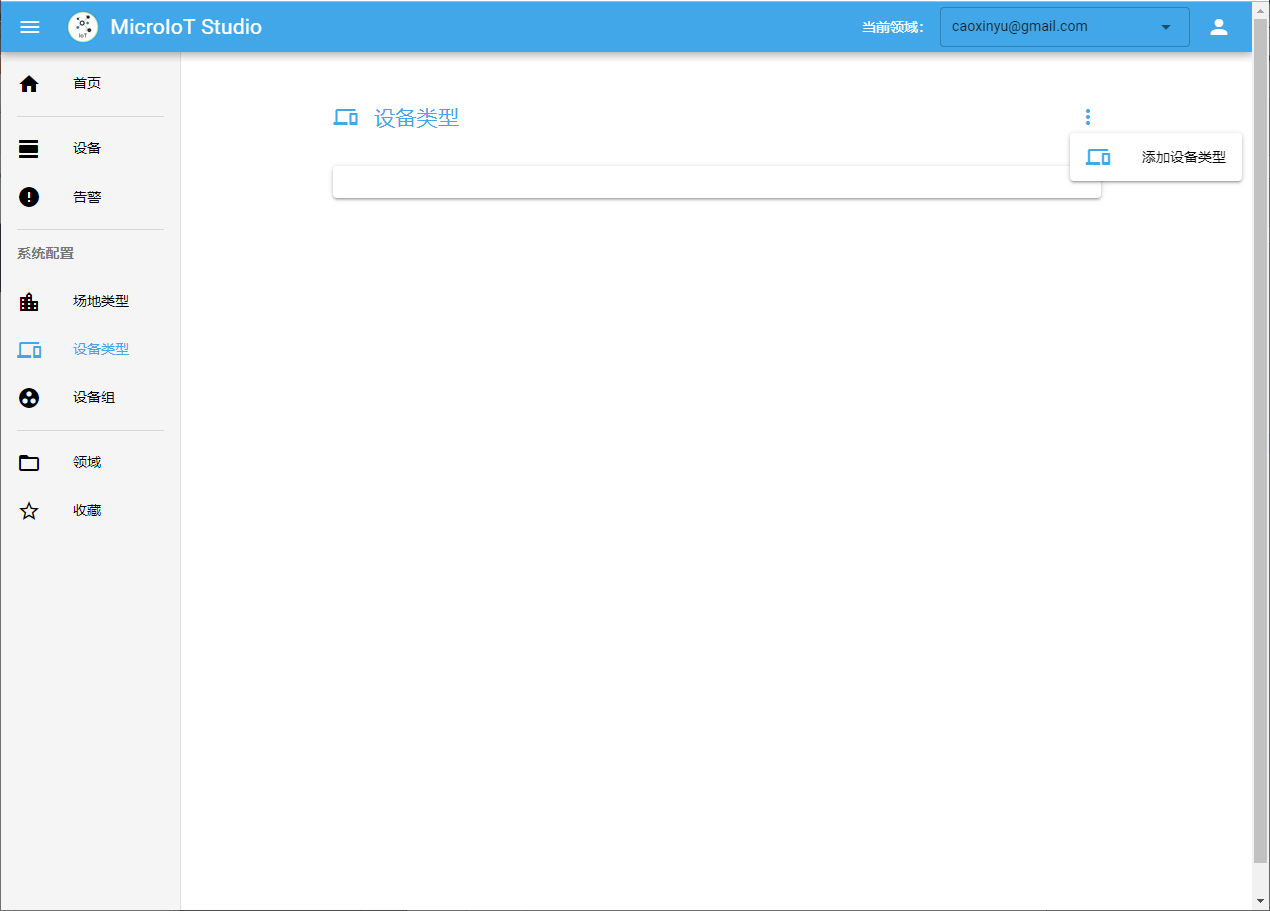 MicroIoT Studio
当前领域：
caoxinyu@gmail.com
首页
设备
告警
系统配置
场地类型
设备类型
设备组
领域
收藏
设备类型
添加设备类型